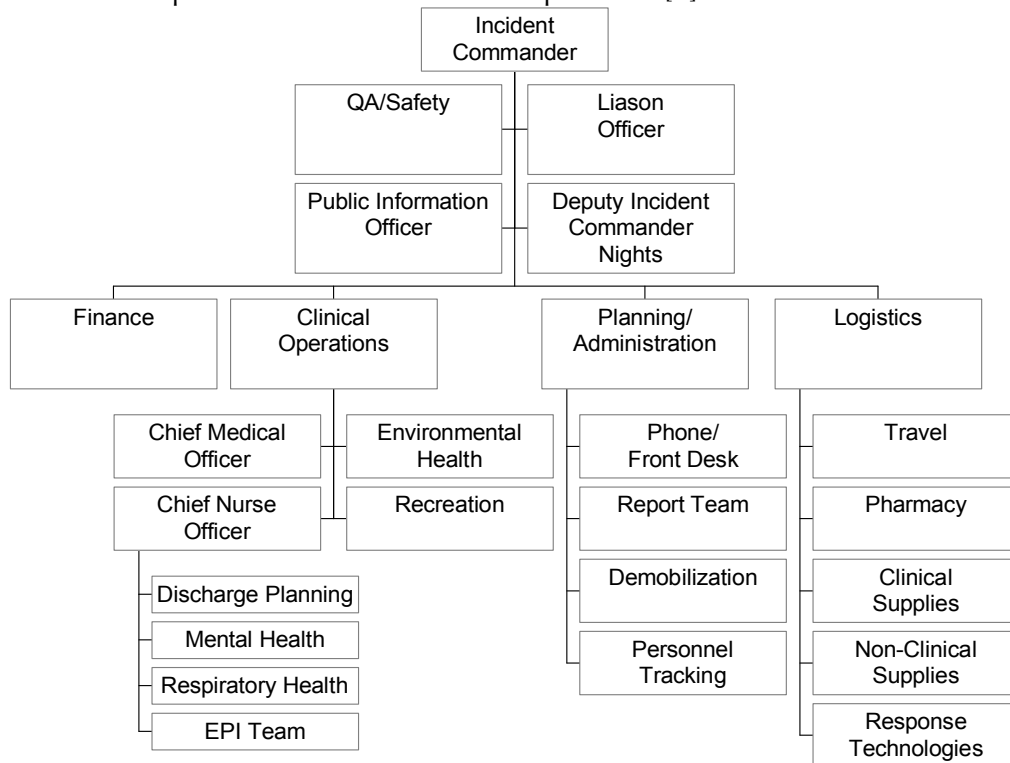 Incident
Commander
QA/Safety
Liason
Officer
Public Information
Officer
Deputy Incident
Commander
Nights
Finance
Clinical
Operations
Planning/
Administration
Logistics
Chief Medical
Officer
Environmental
Health
Chief Nurse
Officer
Recreation
Discharge Planning
Mental Health
Respiratory Health
EPI Team
Phone/
Front Desk
Report Team
Demobilization
Personnel
Tracking
Travel
Pharmacy
Clinical
Supplies
Non-Clinical
Supplies
Response
Technologies